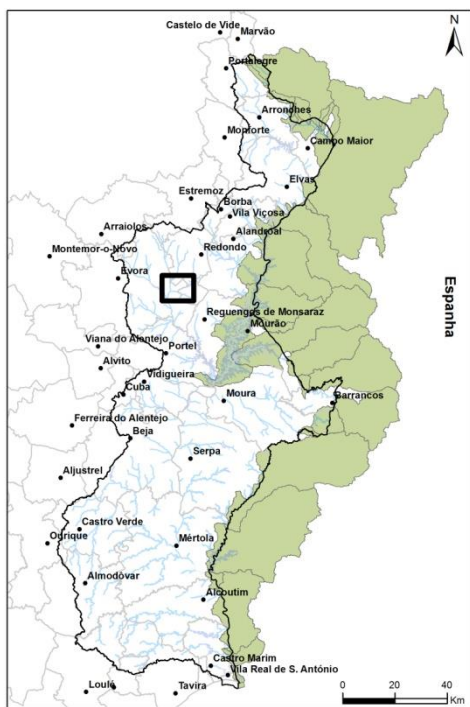 Castelo de Vide
Marvão
N
Portalegre
Arronches
Monforte
Campo Maior
Elvas
Estremoz
Borba
Vila Viçosa
Arraiolos
Alandroal
Montemor-o-Novo
Redondo
Évora
Espanha
Reguengos de Monsaraz
Mourão
Viana do Alentejo
Portel
Alvito
Vidigueira
Cuba
Moura
Barrancos
Ferreira do Alentejo
Beja
Serpa
Aljustrel
Castro Verde
Ourique
Mértola
Almodôvar
Alcoutim
Castro Marim
Vila Real de S. António
Loulé
Tavira
0 20 40
Km